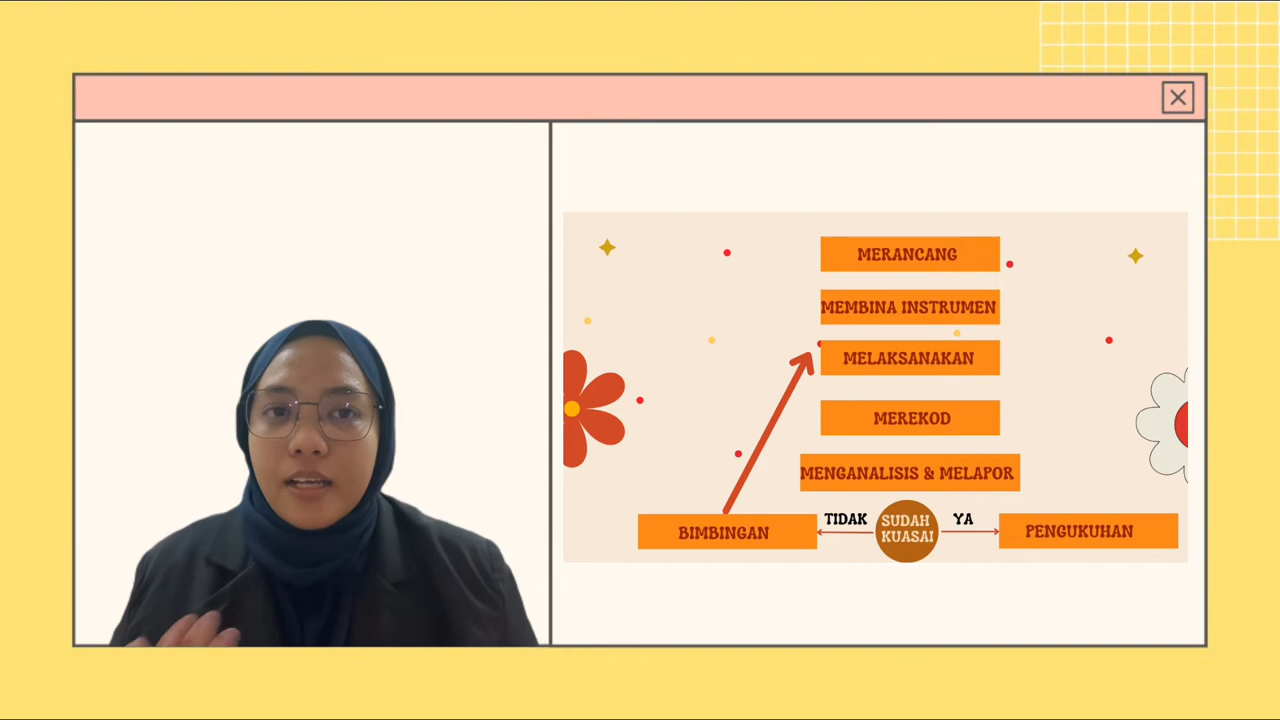 MERANCANG
MEMBINA INSTRUMEN
MELAKSANAKAN
MEREKOD
MENGANALISIS & MELAPOR
BIMBINGAN
TIDAK
SUDAH
KUASAI
YA
PENGUKUHAN